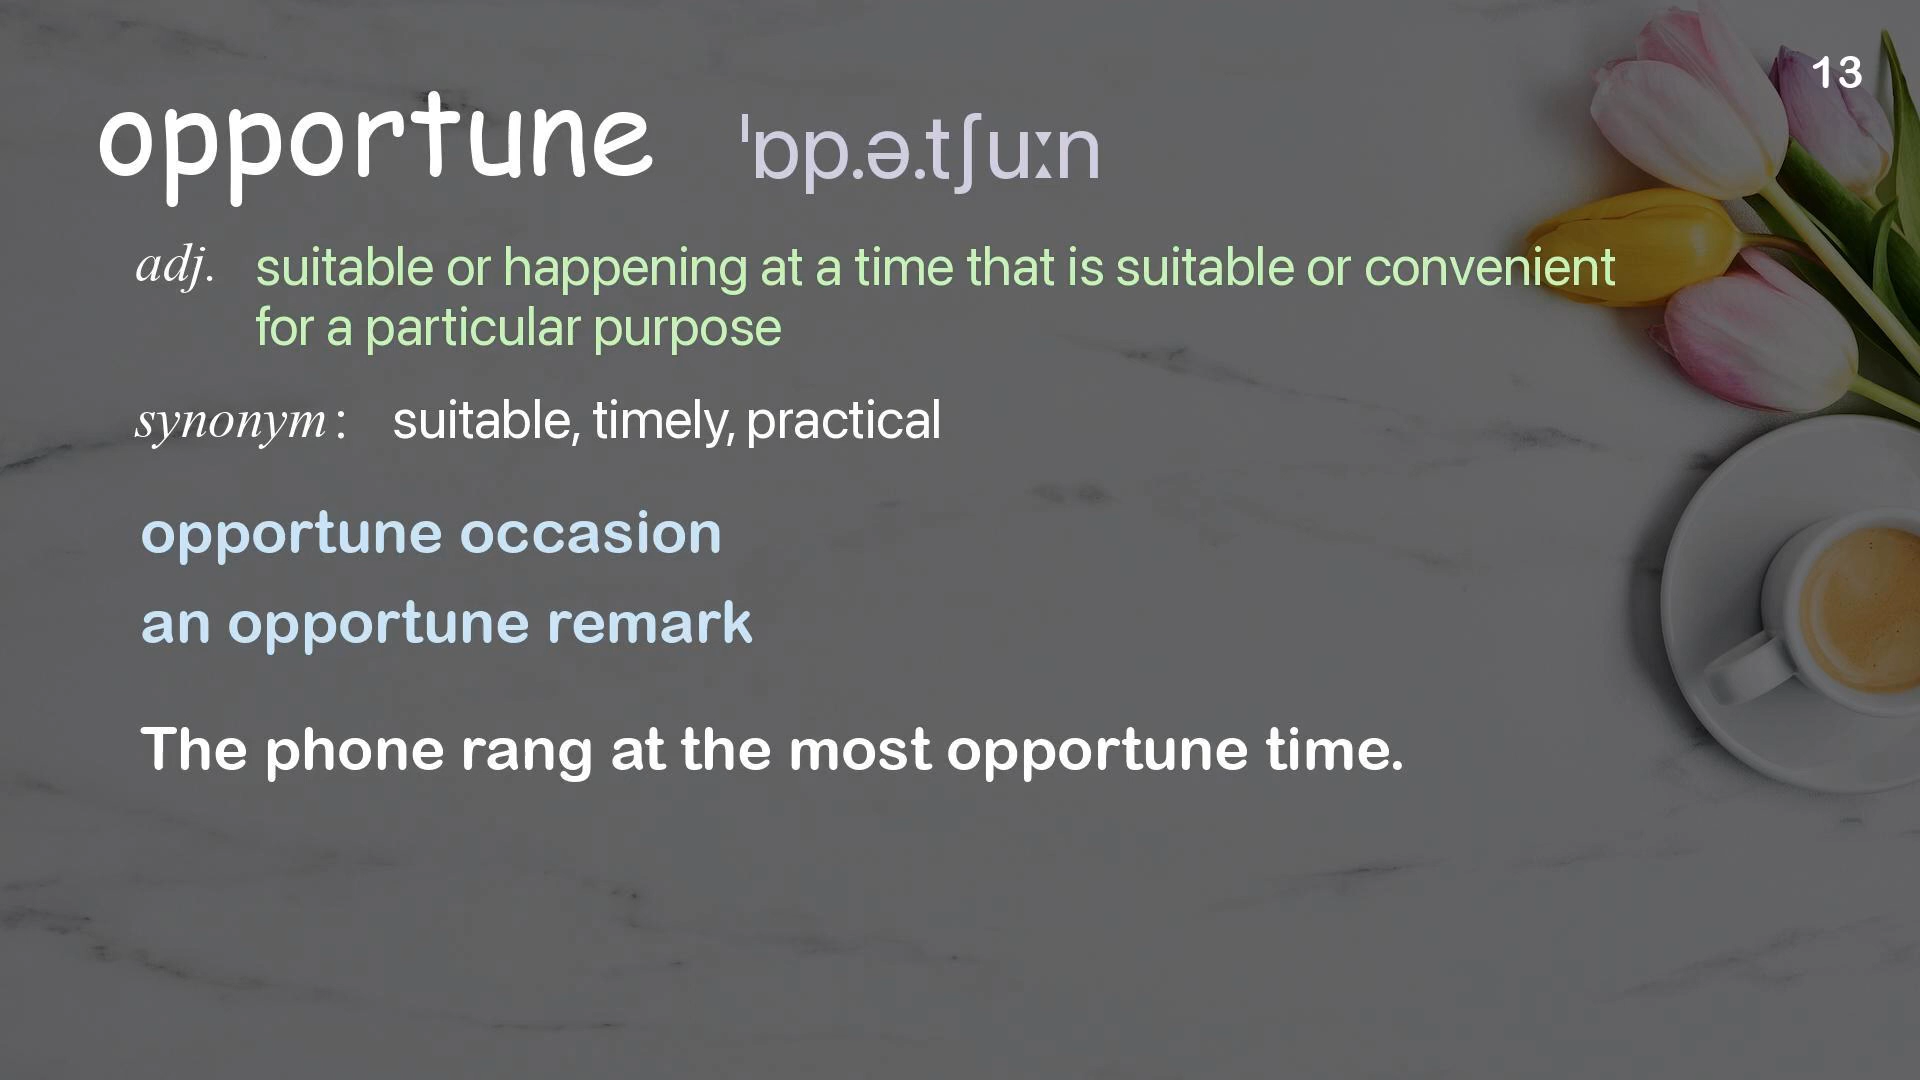 13
opportune ˈɒp.ə.tʃuːn
adj. suitable or happening at a time that is suitable or convenient
for a particular purpose
synonym: suitable, timely, practical
opportune occasion
an opportune remark
The phone rang at the most opportune time.